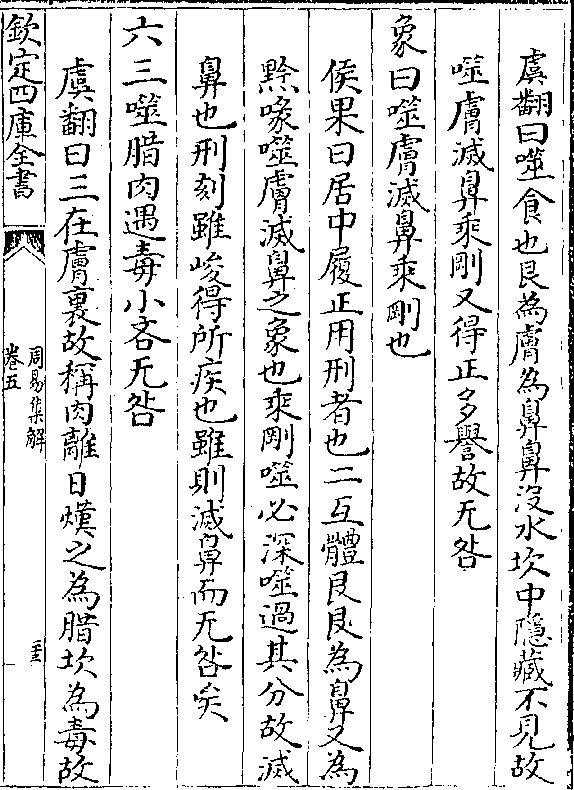 虞翻曰噬食也艮為膚為鼻鼻沒水坎中隱藏不見故
噬膚滅鼻乘剛又得正多譽故无咎
象曰噬膚滅鼻乘剛也
侯果曰居中履正用刑者也二互體艮艮為鼻又為
黔喙噬膚滅鼻之象也乘剛噬必深噬過其分故滅
鼻也刑刻雖峻得所疾也雖則滅鼻而无咎矣
六三噬腊肉遇毒小吝无咎
虞翻曰三在膚裏故稱肉離日熯之為腊坎為毒故
欽定四庫全書
周易集解
卷五